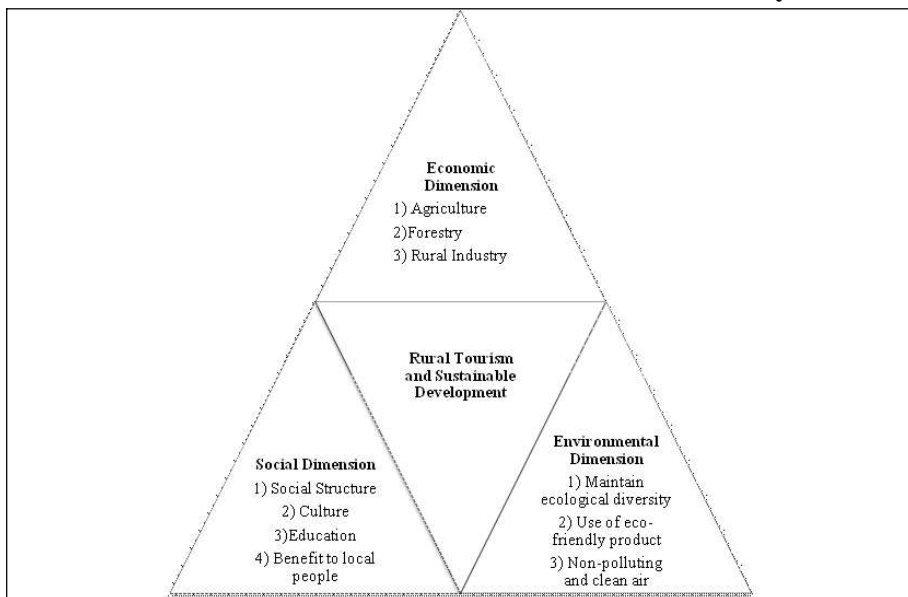 Economic
Dimension
1) Agriculture
2)Forestry
3) Rural Industry
Rural Tourism
and Sustainable
Development
Social Dimension
1) Social Structure
2) Culture
3)Education
4) Benefit to local
people
Environmental
Dimension
1) Maintain
ecological diversity
2) Use of eco-
friendly product
3) Non-polluting
and clean air